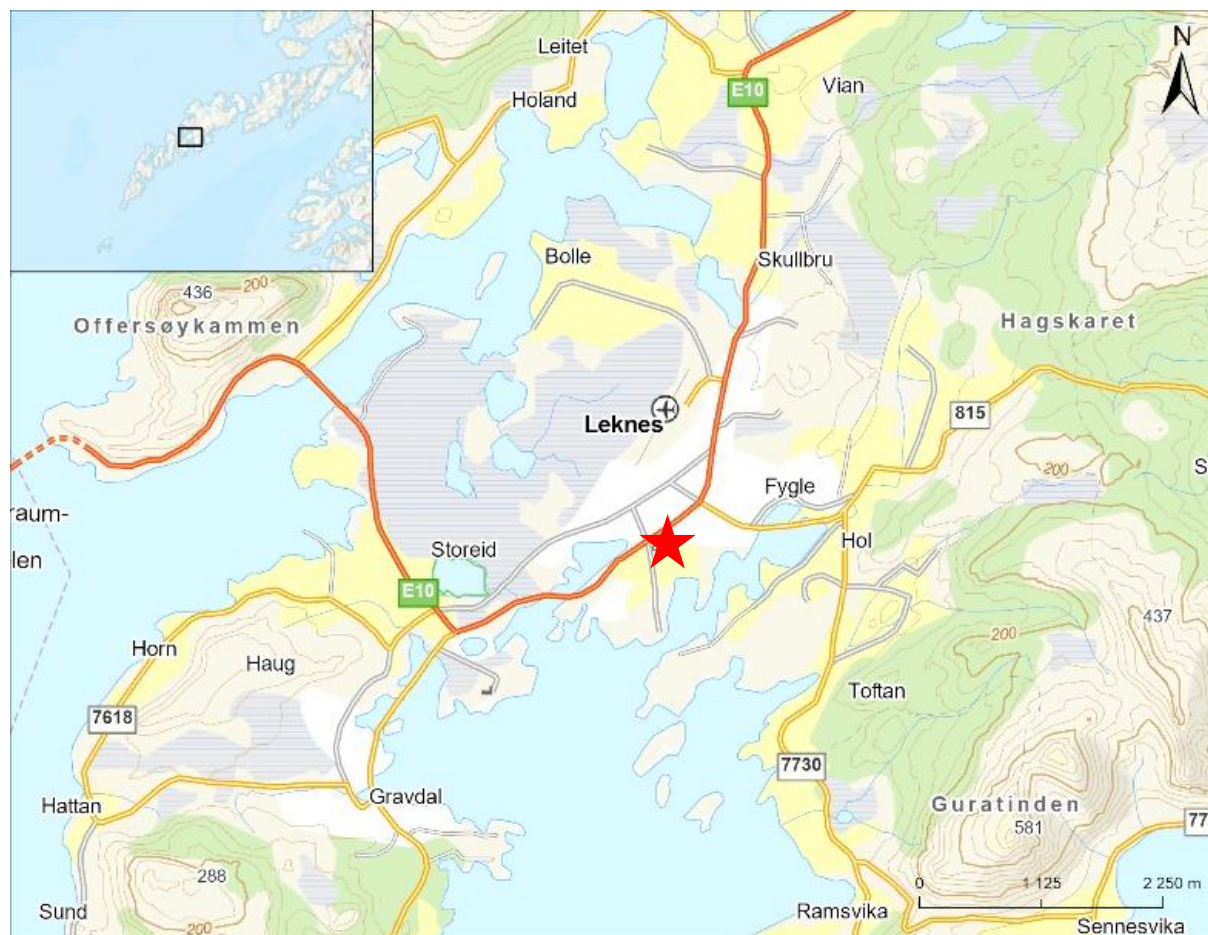 N
Leitet
E10
Vian
Holand
Bolle
Skullbru
436
200
Offersøykammen
Hagskaret
Leknes
815
200
S
Fygle
raum-
len
Hol
Storeid
E10
437
200
Horn
Haug
Toftan
7618
7730
Hattan
Gravdal
Guratinden
581
77
288
0 1 125 2 250 m
Sund
200
Ramsvika
Sennesvika